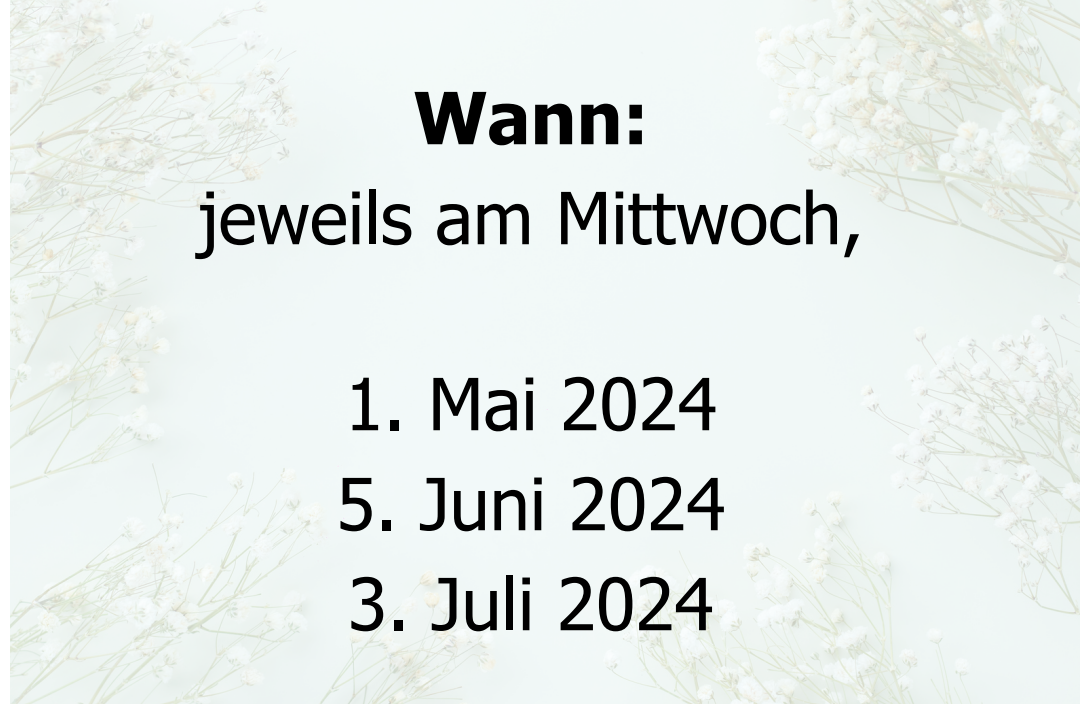 Wann:
jeweils am Mittwoch,
1. Mai 2024
5. Juni 2024
3. Juli 2024